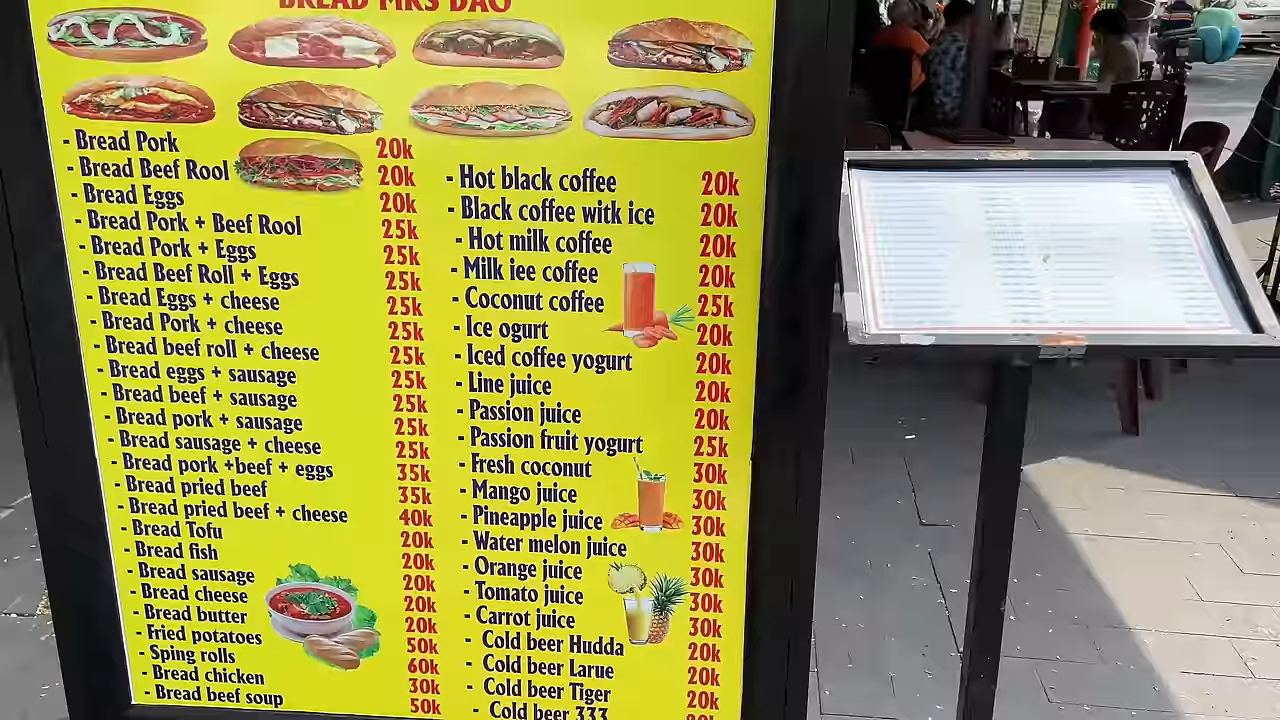 BREAD MRS DAO
- Bread Pork 20k
- Bread Beef Rool 20k
- Bread Eggs 20k
- Bread Pork + Beef Rool 25k
- Bread Pork + Eggs 25k
- Bread Beef Roll + Eggs 25k
- Bread Eggs + cheese 25k
- Bread Pork + cheese 25k
- Bread beef roll + cheese 25k
- Bread eggs + sausage 25k
- Bread beef + sausage 25k
- Bread pork + sausage 25k
- Bread sausage + cheese 25k
- Bread pork +beef + eggs 35k
- Bread pried beef 35k
- Bread pried beef + cheese 40k
- Bread Tofu 20k
- Bread fish 20k
- Bread sausage 20k
- Bread cheese 20k
- Bread butter 20k
- Fried potatoes 50k
- Sping rolls 60k
- Bread chicken 30k
- Bread beef soup 50k
- Hot black coffee 20k
- Black coffee witk ice 20k
- Hot milk coffee 20k
- Milk iee coffee 20k
- Coconut coffee 25k
- Ice ogurt 20k
- Iced coffee yogurt 20k
- Line juice 20k
- Passion juice 20k
- Passion fruit yogurt 25k
- Fresh coconut 30k
- Mango juice 30k
- Pineapple juice 30k
- Water melon juice 30k
- Orange juice 30k
- Tomato juice 30k
- Carrot juice 30k
- Cold beer Hudda 20k
- Cold beer Larue 20k
- Cold beer Tiger 20k
- Cold beer 333